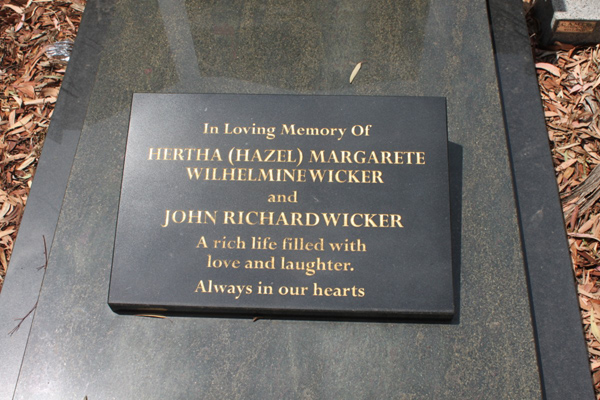 In Loving Memory Of
HERTHA (HAZEL) MARGARETE
WILHELMINE WICKER
and
JOHN RICHARD WICKER
A rich life filled with
love and laughter.
Always in our hearts